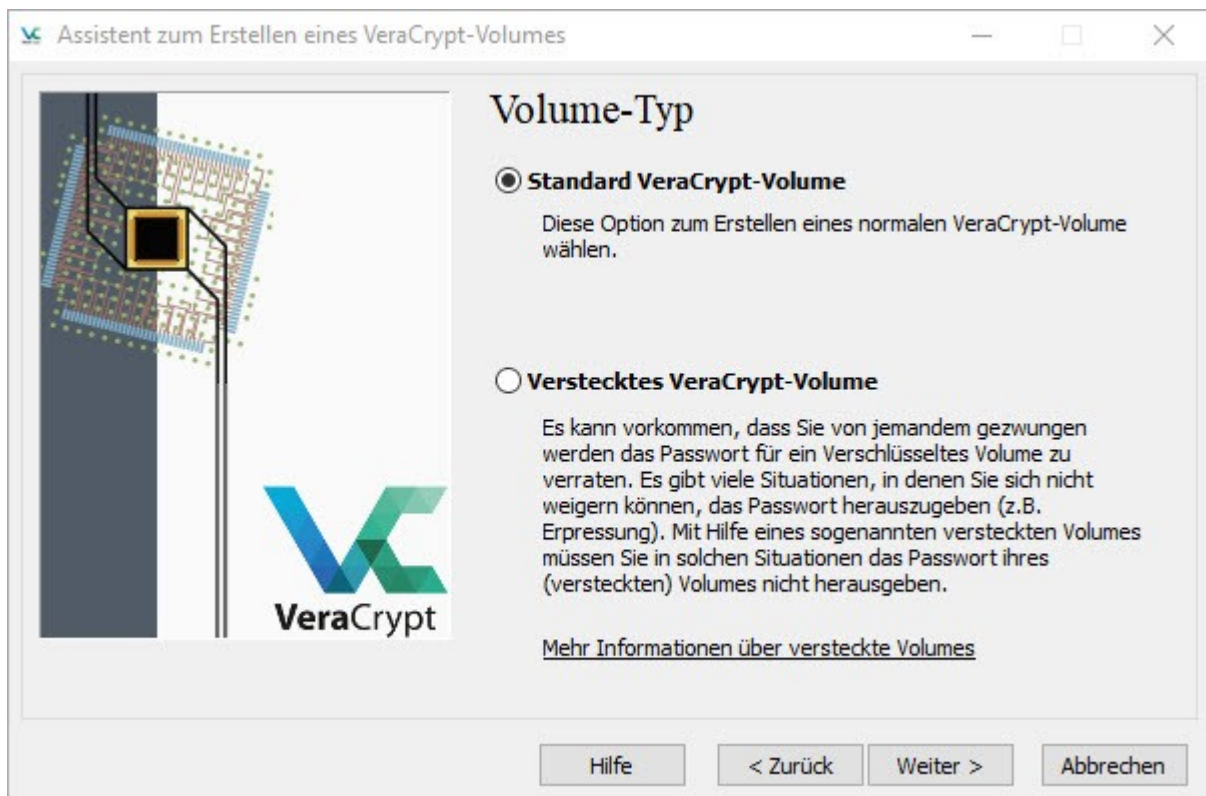 Assistent zum Erstellen eines VeraCrypt-Volumes
Volume-Typ
Standard VeraCrypt-Volume
Diese Option zum Erstellen eines normalen VeraCrypt-Volume
wählen.
Verstecktes VeraCrypt-Volume
Es kann vorkommen, dass Sie von jemandem gezwungen
werden das Passwort für ein Verschlüsseltes Volume zu
verraten. Es gibt viele Situationen, in denen Sie sich nicht
weigern können, das Passwort herauszugeben (z.B.
Erpressung). Mit Hilfe eines sogenannten versteckten Volumes
müssen Sie in solchen Situationen das Passwort ihres
(versteckten) Volumes nicht herausgeben.
Mehr Informationen über versteckte Volumes
VeraCrypt
Hilfe
< Zurück
Weiter >
Abbrechen